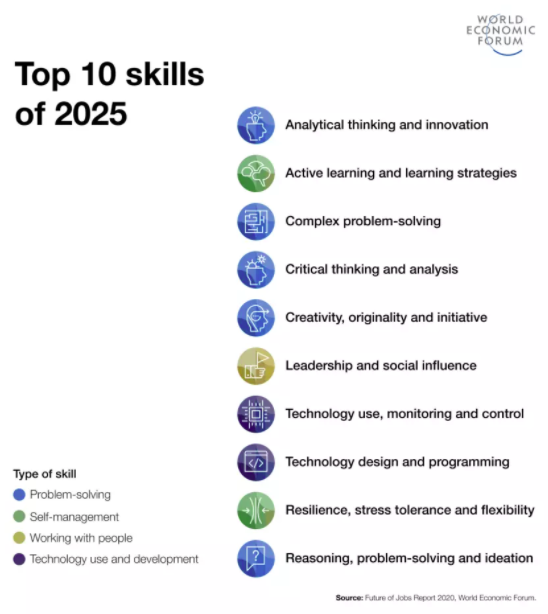 WORLD
ECONOMIC
FORUM
Top 10 skills
of 2025
Analytical thinking and innovation
Active learning and learning strategies
Complex problem-solving
Critical thinking and analysis
Creativity, originality and initiative
Leadership and social influence
Technology use, monitoring and control
Technology design and programming
Resilience, stress tolerance and flexibility
Reasoning, problem-solving and ideation
Type of skill
Problem-solving
Self-management
Working with people
Technology use and development
Source: Future of Jobs Report 2020, World Economic Forum.